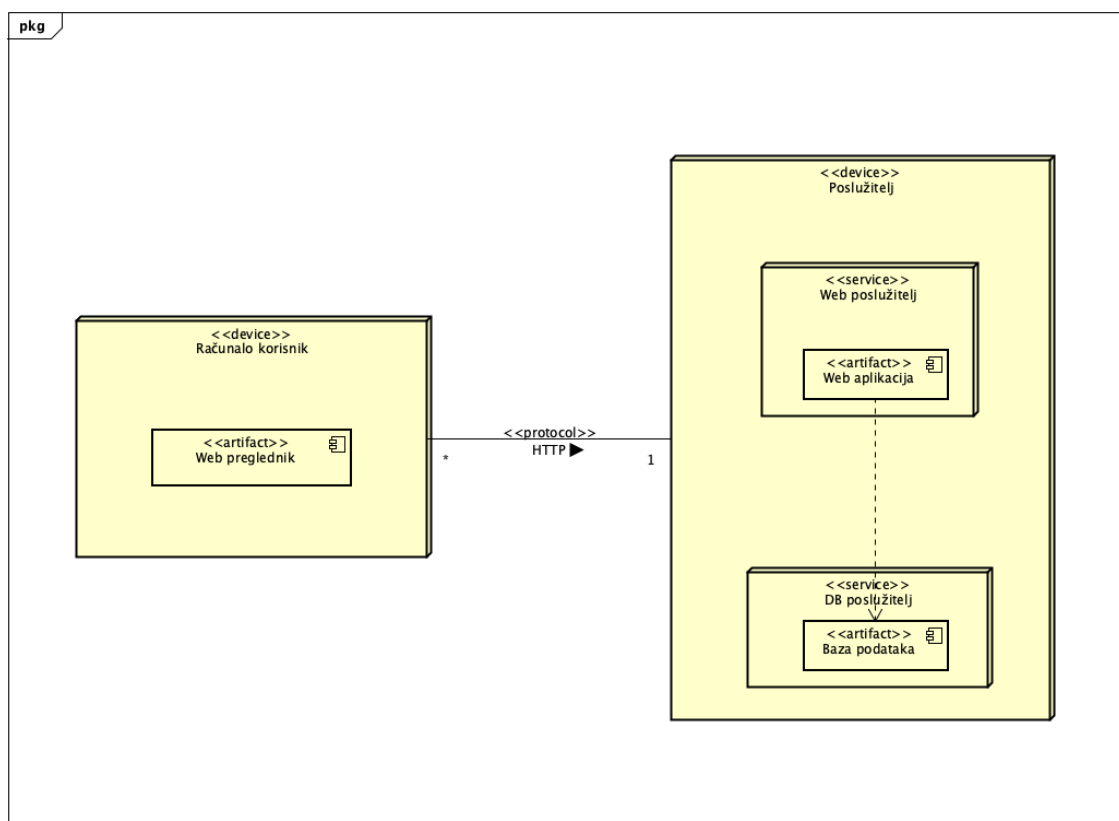 pkg
<<device>>
Računalo korisnik
<<artifact>>
Web preglednik
<<protocol>>
HTTP
*
1
<<device>>
Poslužitelj
<<service>>
Web poslužitelj
<<artifact>>
Web aplikacija
<<service>>
DB poslužitelj
<<artifact>>
Baza podataka